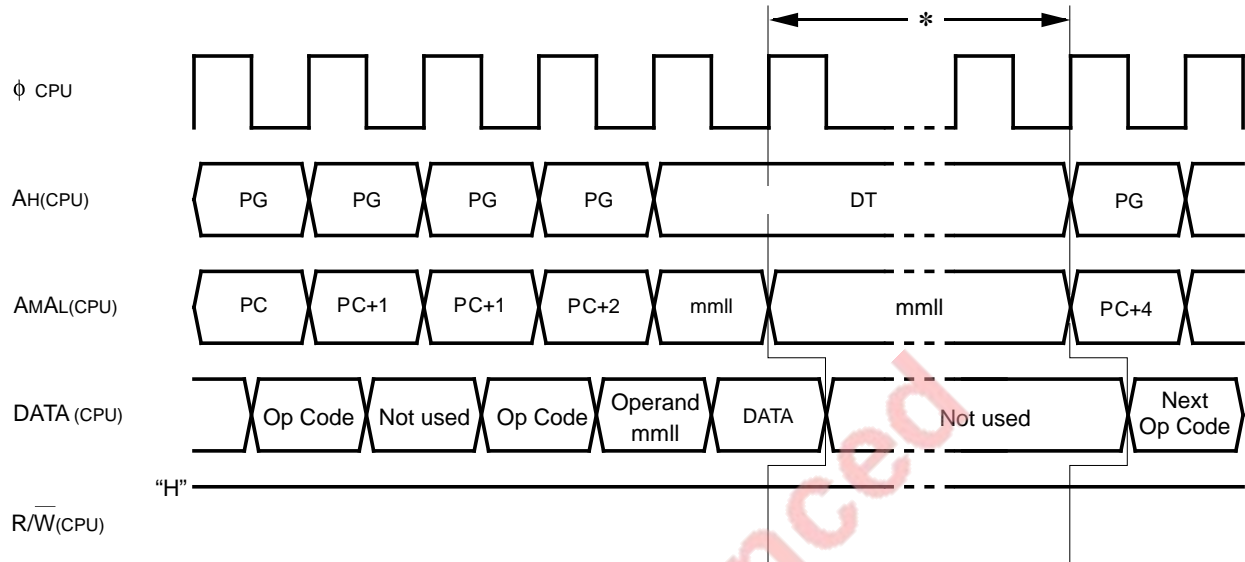 *
ϕ CPU
AH(CPU) PG PG PG PG DT PG
AMAL(CPU) PC PC+1 PC+1 PC+2 mmll mmll PC+4
DATA (CPU) Op Code Not used Op Code Operand mmll DATA Not used Next Op Code
“H”
R/W̅(CPU)